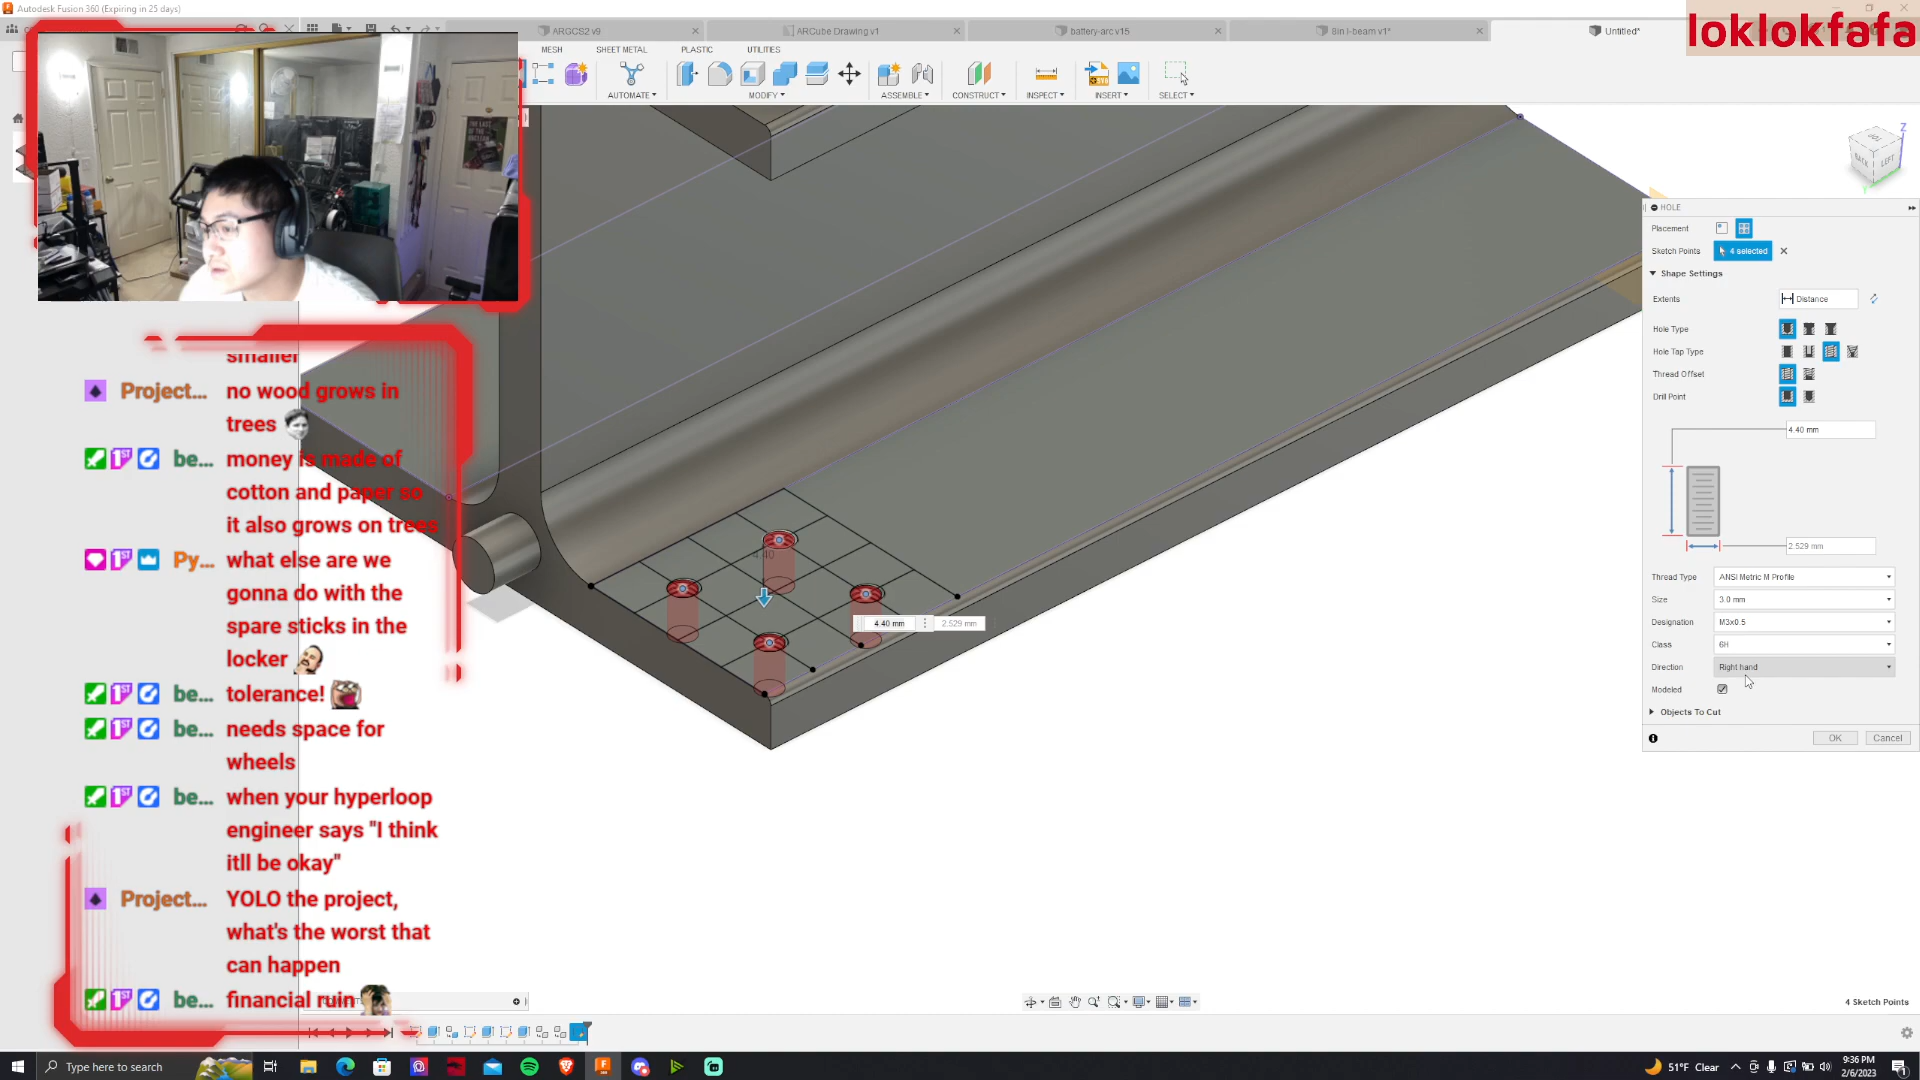 Autodesk Fusion 360 (Expiring in 25 days)
loklokfafa
ARGCS2 v9
ARCube Drawing v1
battery-arc v15
8in I-beam v1*
Untitled*
MESH
SHEET METAL
PLASTIC
UTILITIES
AUTOMATE
MODIFY
ASSEMBLE
CONSTRUCT
INSPECT
INSERT
SELECT
Z
BACK
LEFT
HOLE
Placement
Sketch Points
4 selected
Shape Settings
Extents
Distance
Hole Type
Hole Tap Type
Thread Offset
Drill Point
4.40 mm
2.529 mm
Thread Type
ANSI Metric M Profile
Size
3.0 mm
Designation
M3x0.5
Class
6H
Direction
Right hand
Modeled
Objects To Cut
OK
Cancel
4.40
4.40 mm
2.529 mm
smaller
Project...
no wood grows in
trees
be...
money is made of
cotton and paper so
it also grows on trees
Py...
what else are we
gonna do with the
spare sticks in the
locker
be...
tolerance!
be...
needs space for
wheels
be...
when your hyperloop
engineer says "I think
itll be okay"
Project...
YOLO the project,
what's the worst that
can happen
be...
financial ruin
4 Sketch Points
Type here to search
51°F Clear
9:36 PM
2/6/2023